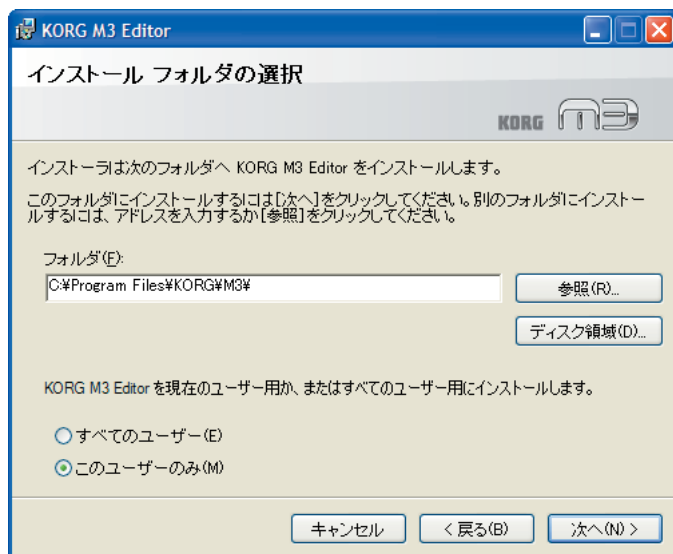 KORG M3 Editor
インストール フォルダの選択
KORG M3
インストーラは次のフォルダへ KORG M3 Editor をインストールします。
このフォルダにインストールするには[次へ]をクリックしてください。別のフォルダにインストー
ルするには、アドレスを入力するか[参照]をクリックしてください。
フォルダ(F):
C:¥Program Files¥KORG¥M3¥
参照(R)...
ディスク領域(D)...
KORG M3 Editor を現在のユーザー用か、またはすべてのユーザー用にインストールします。
すべてのユーザー(E)
このユーザーのみ(M)
キャンセル
< 戻る(B)
次へ(N) >